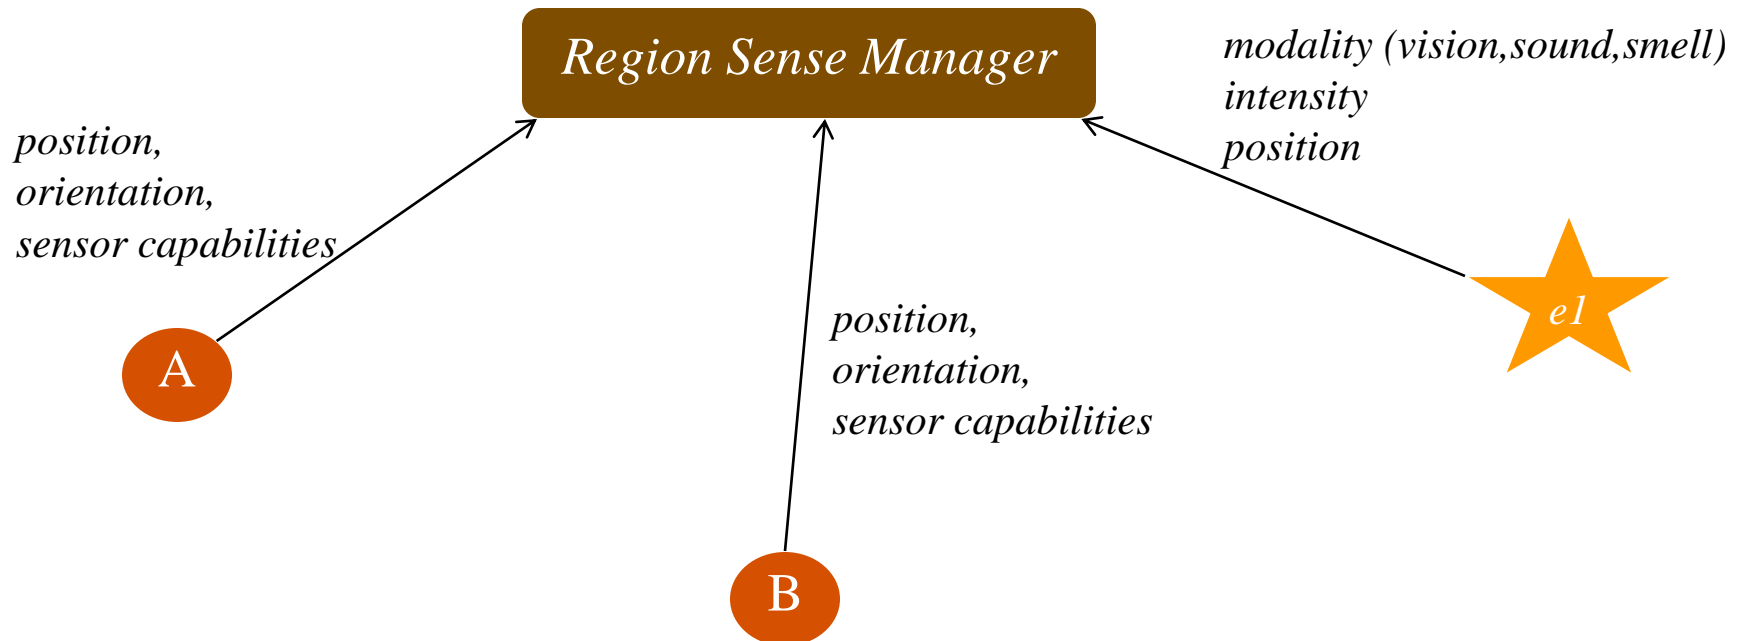 Region Sense Manager
modality (vision,sound,smell)
intensity
position
position,
orientation,
sensor capabilities
e1
position,
orientation,
sensor capabilities
A
B